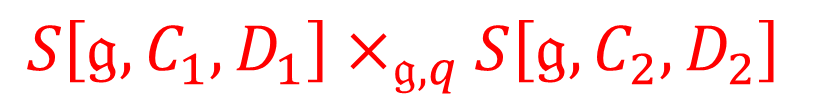 𝑆[𝔤, 𝐶₁, 𝐷₁] ×_{𝔤,𝑞} 𝑆[𝔤, 𝐶₂, 𝐷₂]